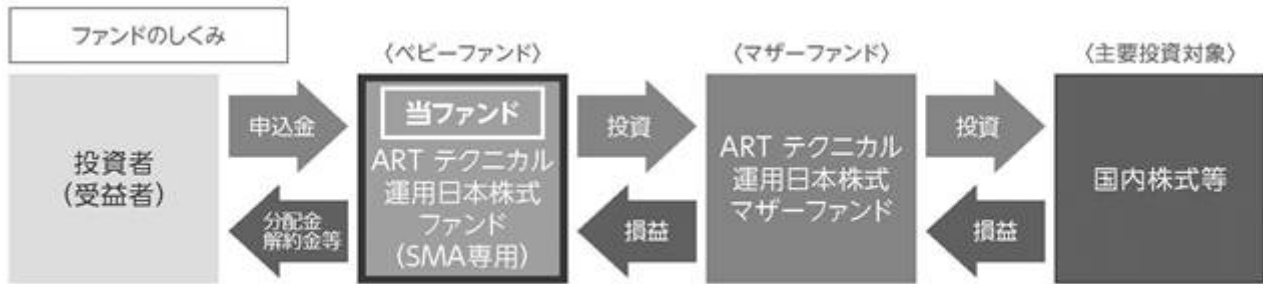 ファンドのしくみ
〈ベビーファンド〉
〈マザーファンド〉
〈主要投資対象〉
投資者
(受益者)
申込金
分配金
解約金等
当ファンド
ART テクニカル
運用日本株式
ファンド
(SMA専用)
投資
損益
ART テクニカル
運用日本株式
マザーファンド
投資
損益
国内株式等